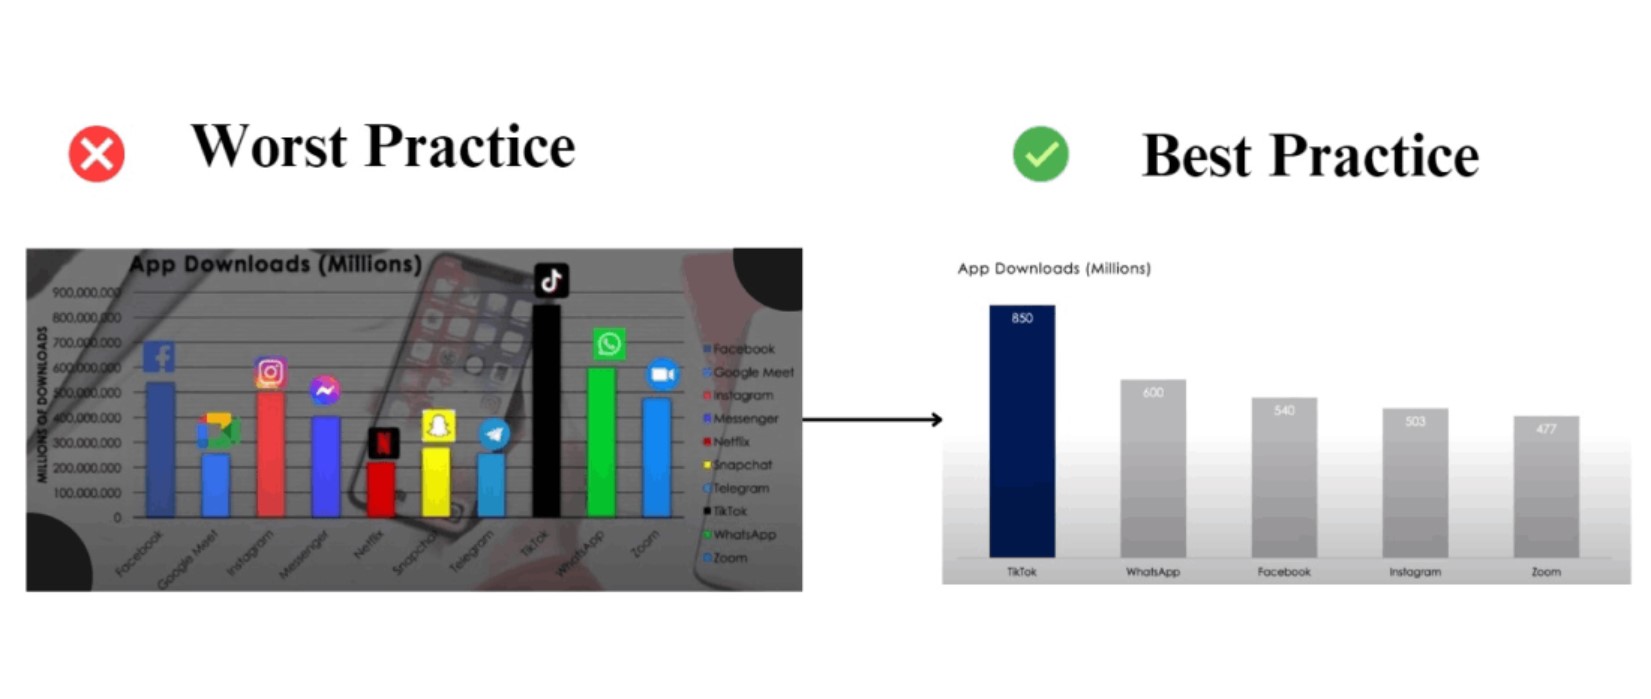 Worst Practice
Best Practice
App Downloads (Millions)
MILLIONS OF DOWNLOADS
900,000,000
800,000,000
700,000,000
600,000,000
500,000,000
400,000,000
300,000,000
200,000,000
100,000,000
0
Facebook
Google Meet
Instagram
Messenger
Netflix
Snapchat
Telegram
TikTok
WhatsApp
Zoom
Facebook
Google Meet
Instagram
Messenger
Netflix
Snapchat
Telegram
TikTok
WhatsApp
Zoom
App Downloads (Millions)
850
600
540
503
477
TikTok
WhatsApp
Facebook
Instagram
Zoom